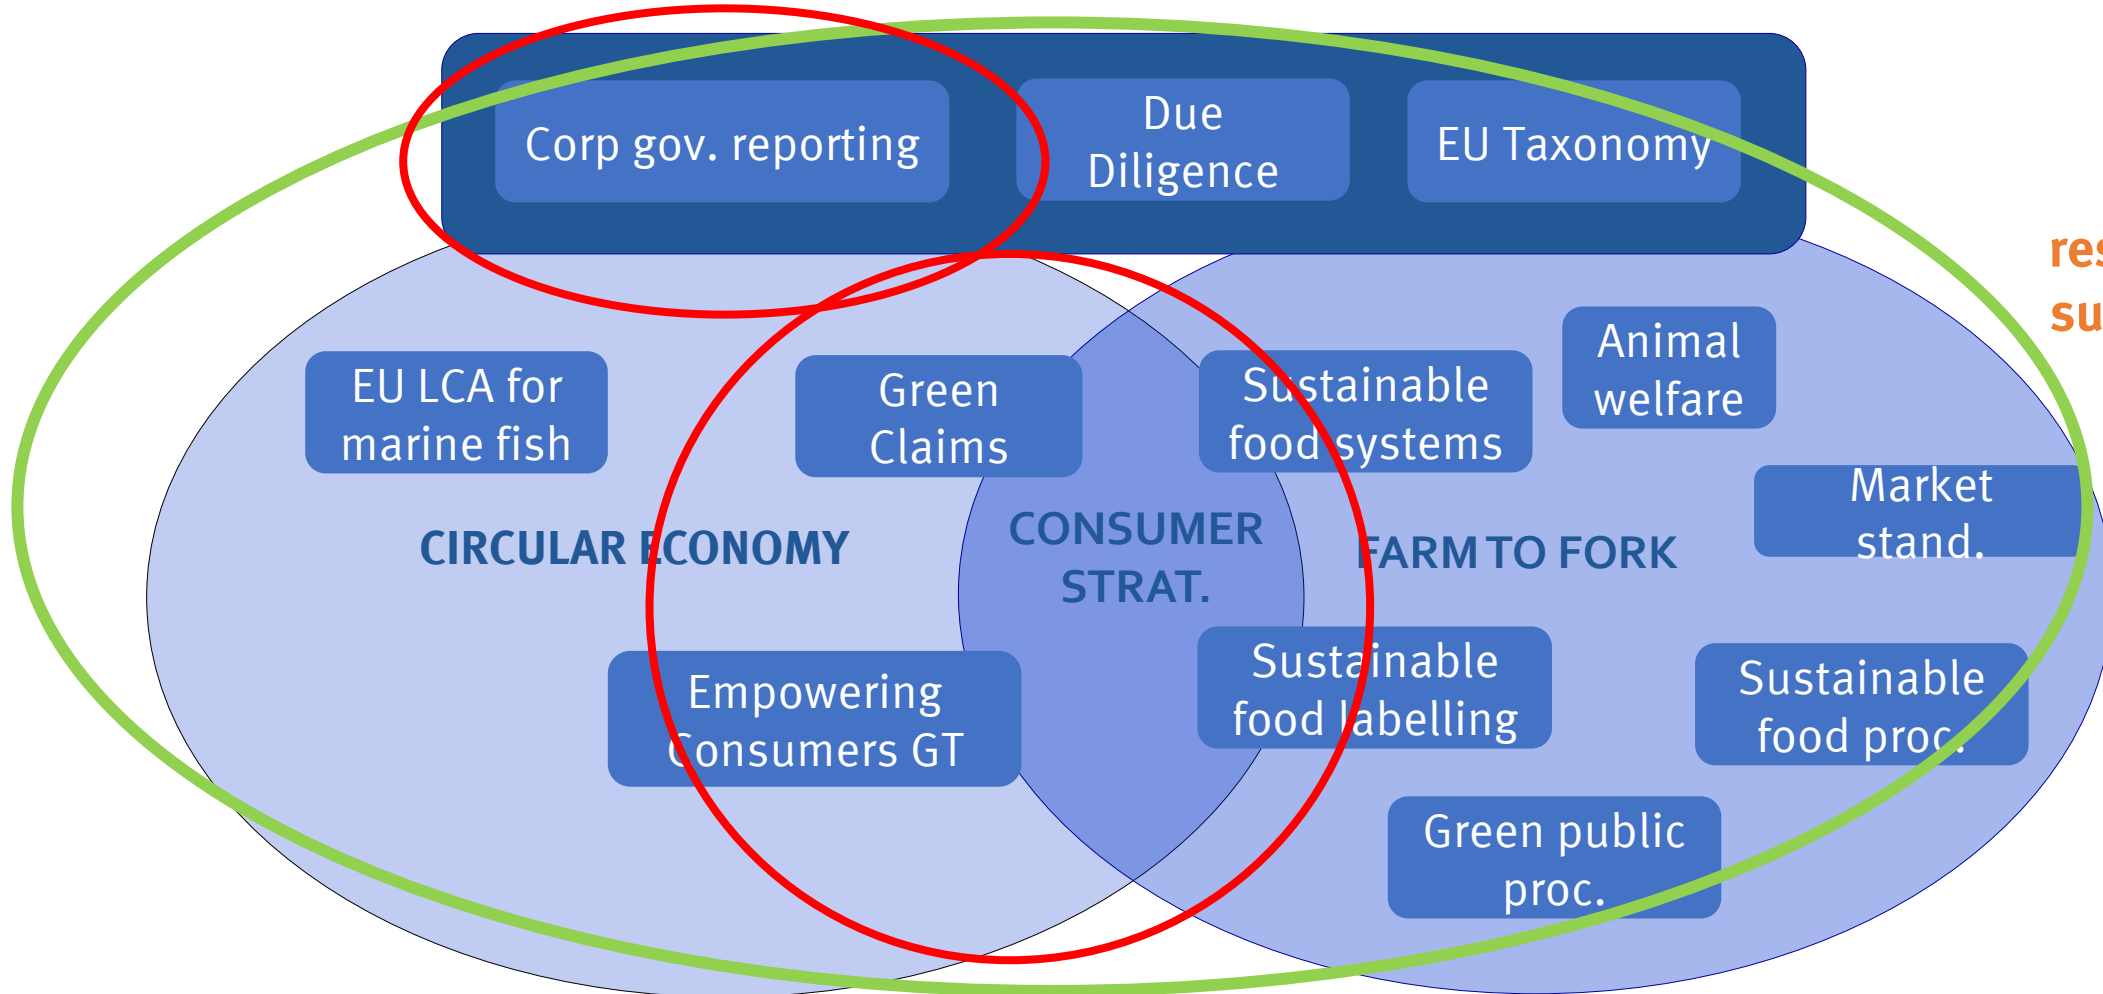 Corp gov. reporting
Due
Diligence
EU Taxonomy
EU LCA for
marine fish
Green
Claims
Sustainable
food systems
Animal
welfare
Market
stand.
CIRCULAR ECONOMY
CONSUMER
STRAT.
FARM TO FORK
Empowering
Consumers GT
Sustainable
food labelling
Sustainable
food proc.
Green public
proc.